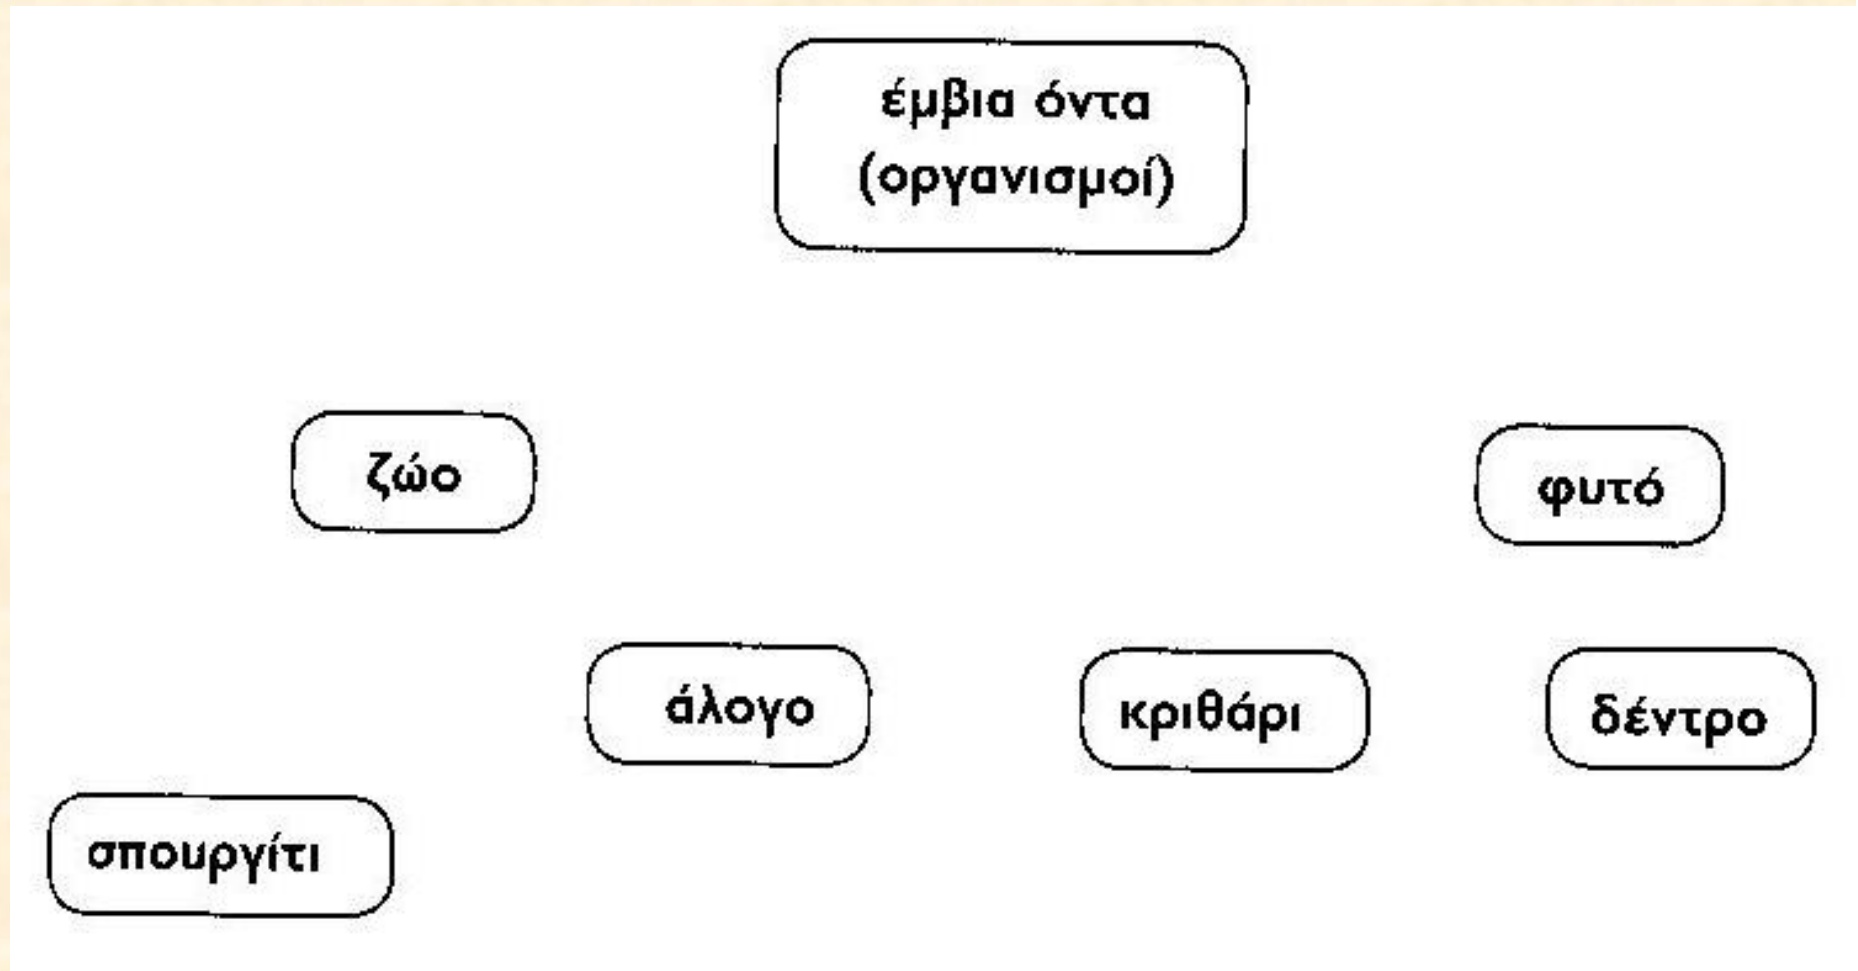 έμβια όντα
(οργανισμοί)
ζώο
φυτό
άλογο
κριθάρι
δέντρο
σπουργίτι